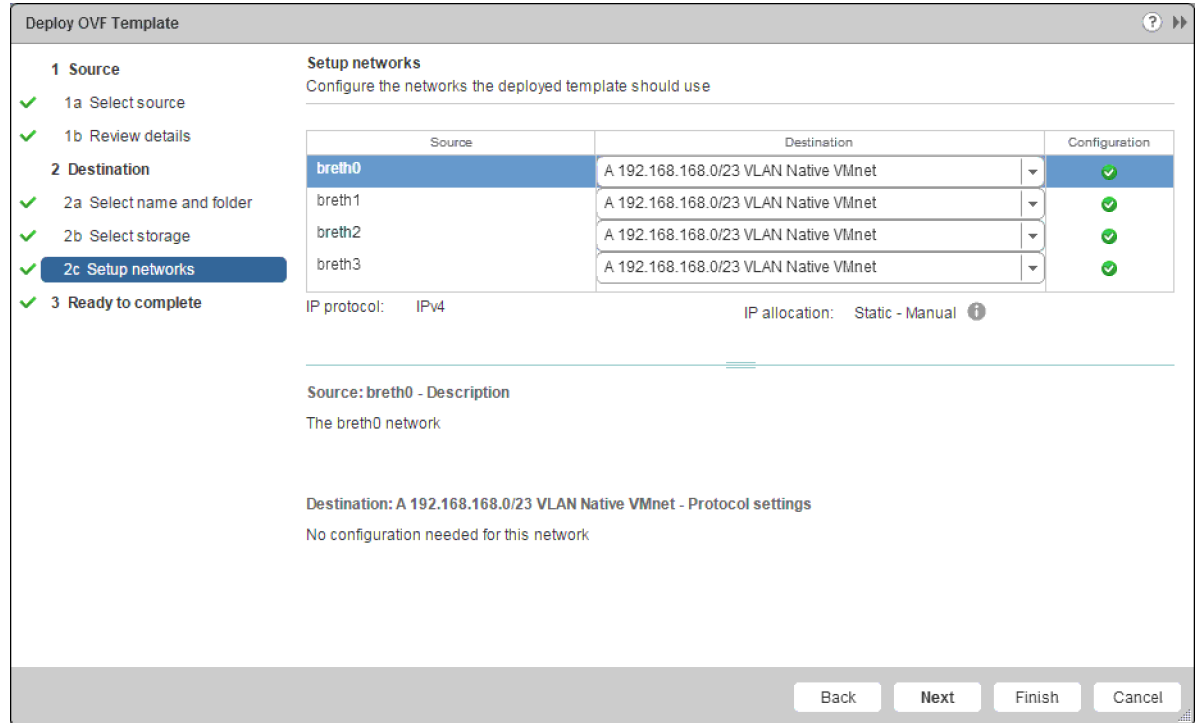 Deploy OVF Template
1 Source
1a Select source
1b Review details
2 Destination
2a Select name and folder
2b Select storage
2c Setup networks
3 Ready to complete
Setup networks
Configure the networks the deployed template should use
Source Destination Configuration
breth0 A 192.168.168.0/23 VLAN Native VMnet
breth1 A 192.168.168.0/23 VLAN Native VMnet
breth2 A 192.168.168.0/23 VLAN Native VMnet
breth3 A 192.168.168.0/23 VLAN Native VMnet
IP protocol: IPv4 IP allocation: Static - Manual
Source: breth0 - Description
The breth0 network
Destination: A 192.168.168.0/23 VLAN Native VMnet - Protocol settings
No configuration needed for this network
Back Next Finish Cancel